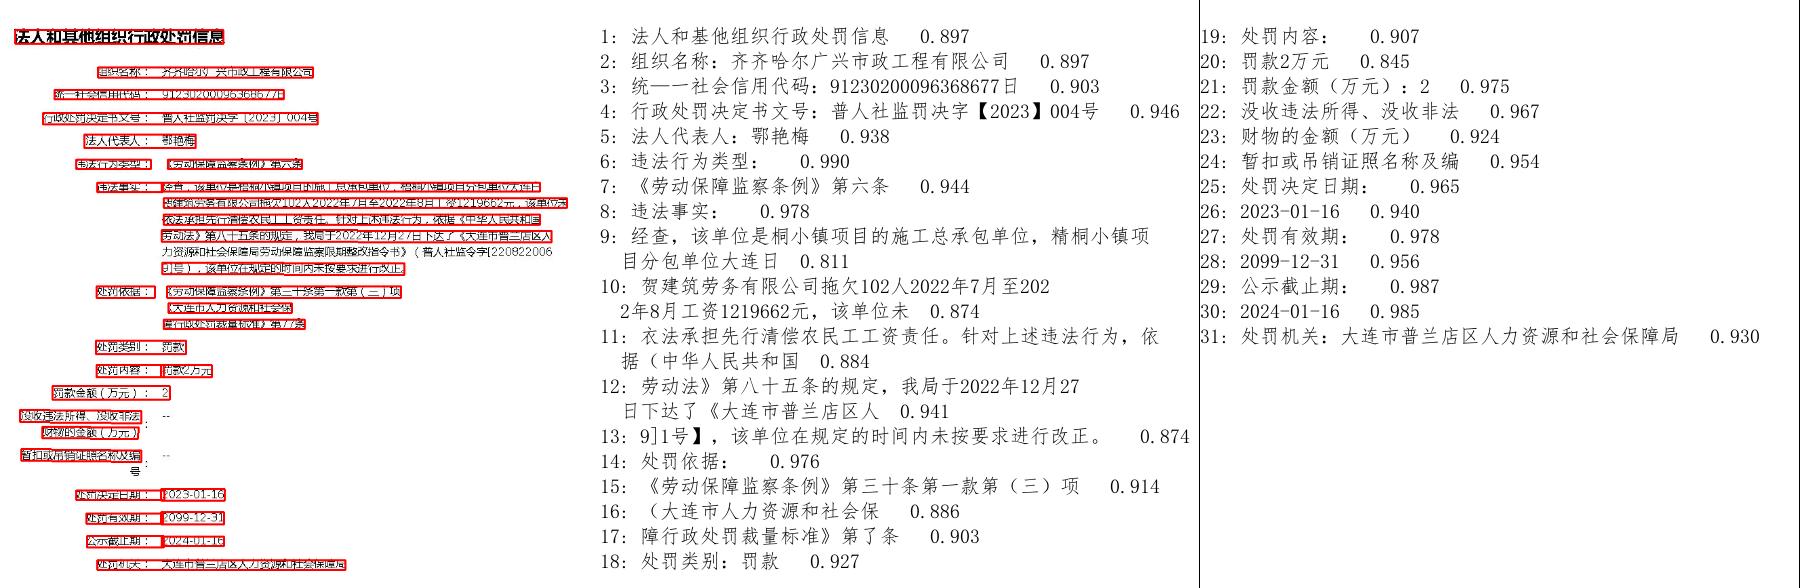 法人和其他组织行政处罚信息
组织名称： 齐齐哈尔广兴市政工程有限公司
统一社会信用代码： 91230200096368677B
行政处罚决定书文号： 普人社监罚决字〔2023〕004号
法人代表人： 鄂艳梅
违法行为类型： 《劳动保障监察条例》第六条
违法事实： 经查，该单位是梧桐小镇项目的施工总承包单位，梧桐小镇项目分包单位大连日
浩建筑劳务有限公司拖欠102人2022年7月至2022年8月工资1219662元，该单位未
依法承担先行清偿农民工工资责任。针对上述违法行为，依据《中华人民共和国
劳动法》第八十五条的规定，我局于2022年12月27日下达了《大连市普兰店区人
力资源和社会保障局劳动保障监察限期整改指令书》（普人社监令字[220822006
9]1号），该单位在规定的时间内未按要求进行改正。
处罚依据： 《劳动保障监察条例》第三十条第一款第（三）项
《大连市人力资源和社会保
障行政处罚裁量标准》第77条
处罚类别： 罚款
处罚内容： 罚款2万元
罚款金额（万元）： 2
没收违法所得、没收非法
财物的金额（万元）
： --
暂扣或吊销证照名称及编
号
： --
处罚决定日期： 2023-01-16
处罚有效期： 2099-12-31
公示截止期： 2024-01-16
处罚机关： 大连市普兰店区人力资源和社会保障局
1: 法人和基他组织行政处罚信息 0.897
2: 组织名称：齐齐哈尔广兴市政工程有限公司 0.897
3: 统—一社会信用代码：91230200096368677日 0.903
4: 行政处罚决定书文号：普人社监罚决字【2023】004号 0.946
5: 法人代表人：鄂艳梅 0.938
6: 违法行为类型： 0.990
7: 《劳动保障监察条例》第六条 0.944
8: 违法事实： 0.978
9: 经查，该单位是桐小镇项目的施工总承包单位，精桐小镇项
目分包单位大连日 0.811
10: 贺建筑劳务有限公司拖欠102人2022年7月至202
2年8月工资1219662元，该单位未 0.874
11: 衣法承担先行清偿农民工工资责任。针对上述违法行为，依
据（中华人民共和国 0.884
12: 劳动法》第八十五条的规定，我局于2022年12月27
日下达了《大连市普兰店区人 0.941
13: 9]1号】，该单位在规定的时间内未按要求进行改正。 0.874
14: 处罚依据： 0.976
15: 《劳动保障监察条例》第三十条第一款第（三）项 0.914
16: （大连市人力资源和社会保 0.886
17: 障行政处罚裁量标准》第了条 0.903
18: 处罚类别：罚款 0.927
19: 处罚内容： 0.907
20: 罚款2万元 0.845
21: 罚款金额（万元）：2 0.975
22: 没收违法所得、没收非法 0.967
23: 财物的金额（万元） 0.924
24: 暂扣或吊销证照名称及编 0.954
25: 处罚决定日期： 0.965
26: 2023-01-16 0.940
27: 处罚有效期： 0.978
28: 2099-12-31 0.956
29: 公示截止期： 0.987
30: 2024-01-16 0.985
31: 处罚机关：大连市普兰店区人力资源和社会保障局 0.930